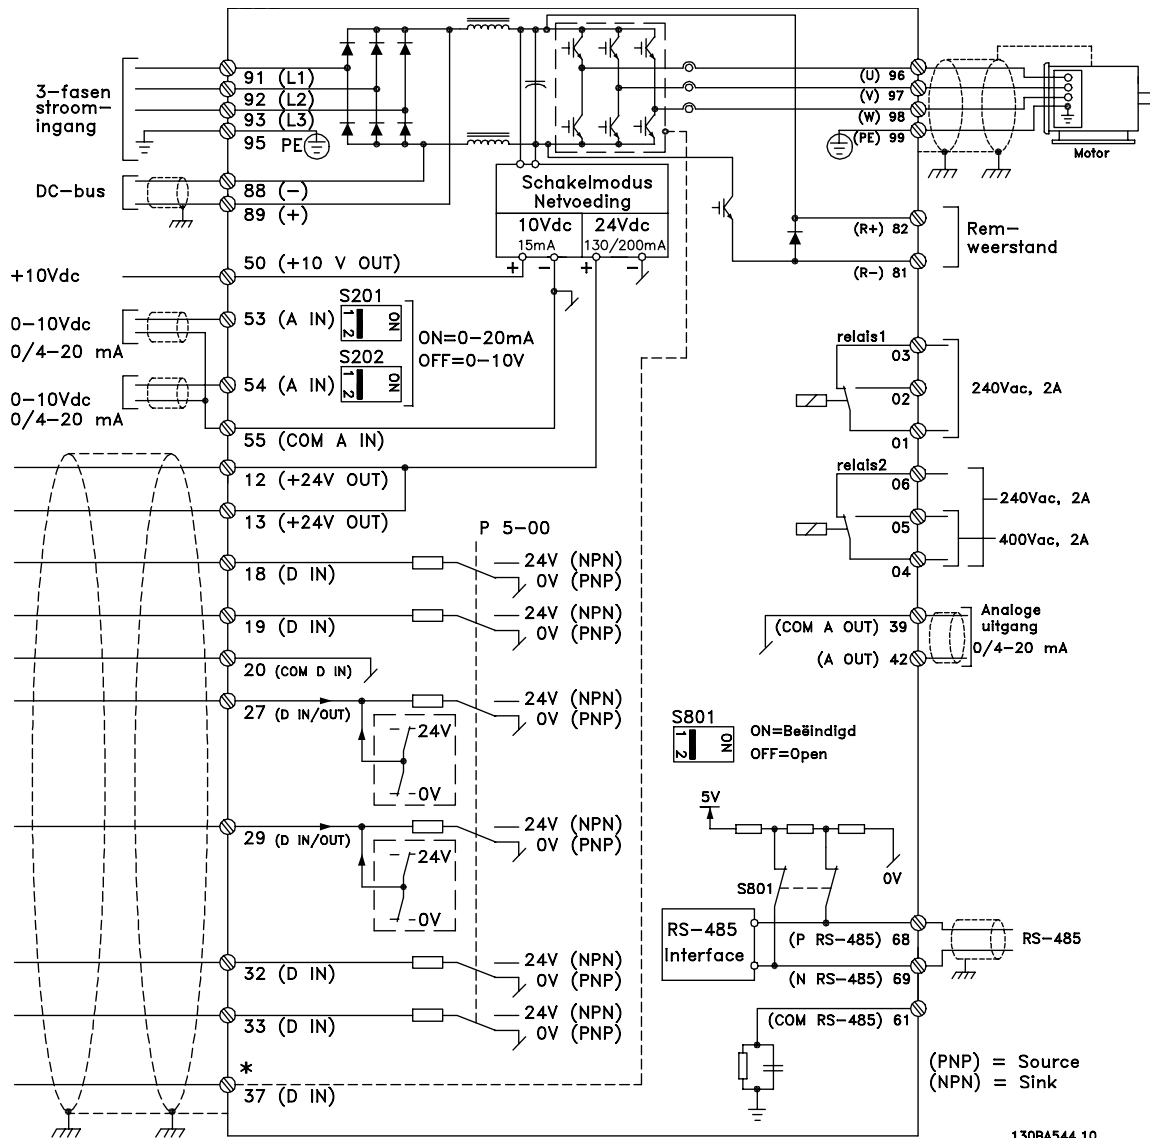 3-fasen
stroom-
ingang
91 (L1)
92 (L2)
93 (L3)
95 PE
DC-bus
88 (-)
89 (+)
+10Vdc
50 (+10 V OUT)
0-10Vdc
0/4-20 mA
53 (A IN)
S201
1 2
ON
ON=0-20mA
OFF=0-10V
S202
1 2
ON
0-10Vdc
0/4-20 mA
54 (A IN)
55 (COM A IN)
12 (+24V OUT)
13 (+24V OUT)
P 5-00
18 (D IN)
24V (NPN)
0V (PNP)
19 (D IN)
24V (NPN)
0V (PNP)
20 (COM D IN)
27 (D IN/OUT)
24V (NPN)
0V (PNP)
24V
0V
29 (D IN/OUT)
24V (NPN)
0V (PNP)
24V
0V
32 (D IN)
24V (NPN)
0V (PNP)
33 (D IN)
24V (NPN)
0V (PNP)
*
37 (D IN)
Schakelmodus
Netvoeding
10Vdc
15mA
24Vdc
130/200mA
+ - + -
(U) 96
(V) 97
(W) 98
(PE) 99
Motor
(R+) 82
(R-) 81
Rem-
weerstand
relais1
03
02
01
240Vac, 2A
relais2
06
05
04
240Vac, 2A
400Vac, 2A
(COM A OUT) 39
(A OUT) 42
Analoge
uitgang
0/4-20 mA
S801
1 2
ON
ON=Beëindigd
OFF=Open
5V
0V
S801
RS-485
Interface
(P RS-485) 68
(N RS-485) 69
RS-485
(COM RS-485) 61
(PNP) = Source
(NPN) = Sink
130BA544.10